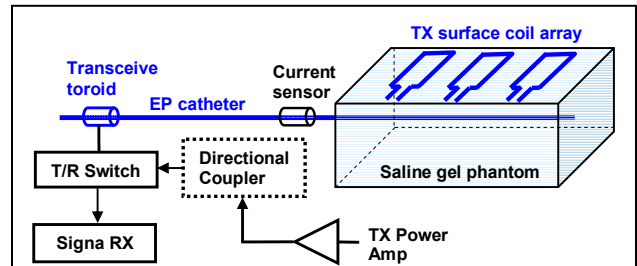 TX surface coil array
Transceive
toroid
EP catheter
Current
sensor
T/R Switch
Directional
Coupler
Saline gel phantom
Signa RX
TX Power
Amp